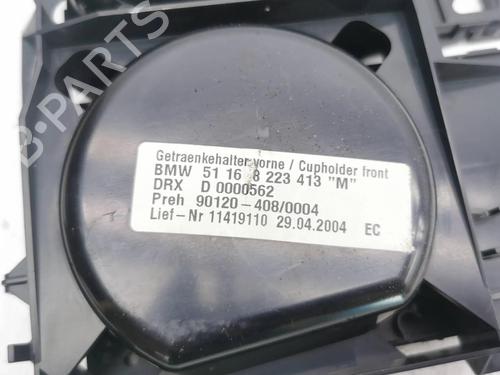 Getraenkehalter vorne / Cupholder front
BMW 51 16 8 223 413 "M"
DRX D 0000562
Preh 90120-408/0004
Lief-Nr 11419110 29.04.2004 EC
B-PARTS